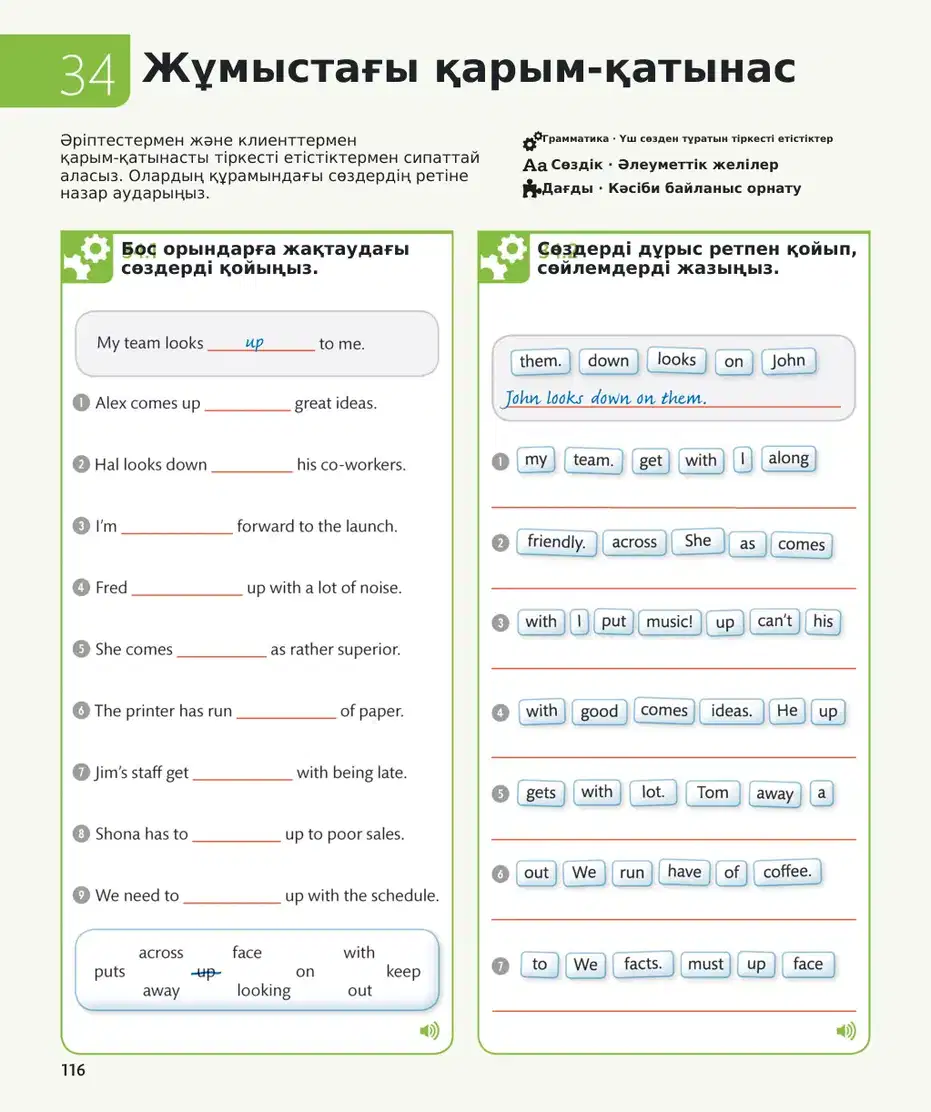 34 Жұмыстағы қарым-қатынас
Әріптестермен және клиенттермен
қарым-қатынасты тіркесті етістіктермен сипаттай
аласыз. Олардың құрамындағы сөздердің ретіне
назар аударыңыз.
Грамматика · Үш сөзден тұратын тіркесті етістіктер
Aa Сөздік · Әлеуметтік желілер
Дағды · Кәсіби байланыс орнату
34.1 Бос орындарға жақтаудағы
сөздерді қойыңыз.
My team looks up to me.
1 Alex comes up great ideas.
2 Hal looks down his co-workers.
3 I'm forward to the launch.
4 Fred up with a lot of noise.
5 She comes as rather superior.
6 The printer has run of paper.
7 Jim's staff get with being late.
8 Shona has to up to poor sales.
9 We need to up with the schedule.
across face with
puts up on keep
away looking out
34.2 Сөздерді дұрыс ретпен қойып,
сөйлемдерді жазыңыз.
them. down looks on John
John looks down on them.
1 my team. get with I along
2 friendly. across She as comes
3 with I put music! up can't his
4 with good comes ideas. He up
5 gets with lot. Tom away a
6 out We run have of coffee.
7 to We facts. must up face
116